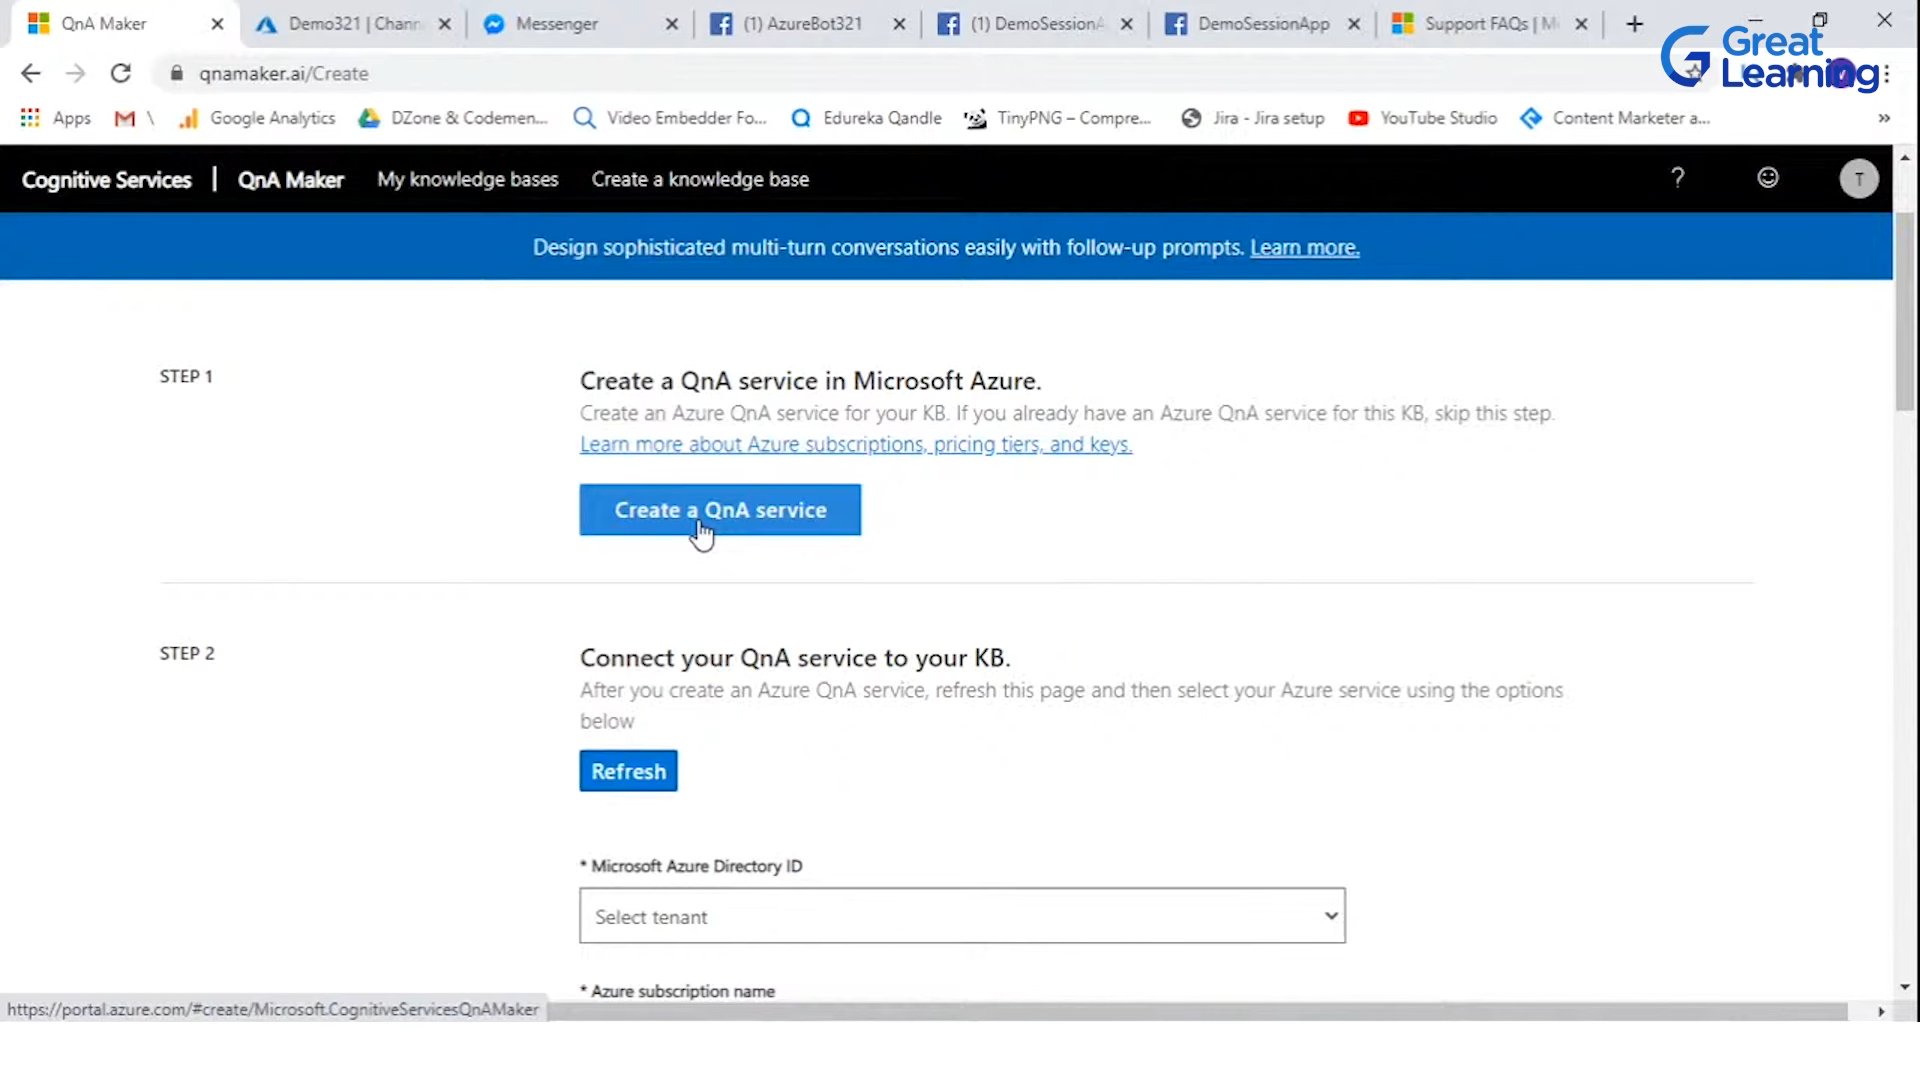 QnA Maker
Demo321 | Chann
Messenger
(1) AzureBot321
(1) DemoSessionA
DemoSessionApp
Support FAQs | M
Great
Learning
qnamaker.ai/Create
Apps
\
Google Analytics
DZone & Codemen...
Video Embedder Fo...
Edureka Qandle
TinyPNG – Compre...
Jira - Jira setup
YouTube Studio
Content Marketer a...
»
Cognitive Services | QnA Maker My knowledge bases Create a knowledge base
? T
Design sophisticated multi-turn conversations easily with follow-up prompts. Learn more.
STEP 1
Create a QnA service in Microsoft Azure.
Create an Azure QnA service for your KB. If you already have an Azure QnA service for this KB, skip this step.
Learn more about Azure subscriptions, pricing tiers, and keys.
Create a QnA service
STEP 2
Connect your QnA service to your KB.
After you create an Azure QnA service, refresh this page and then select your Azure service using the options
below
Refresh
* Microsoft Azure Directory ID
Select tenant
* Azure subscription name
https://portal.azure.com/#create/Microsoft.CognitiveServicesQnAMaker